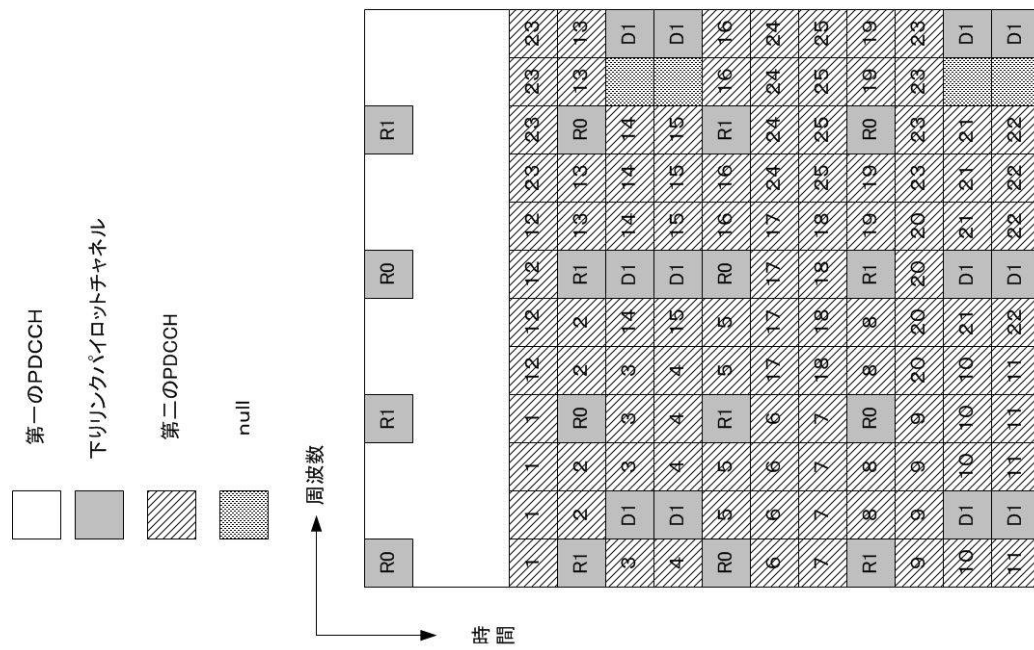 第一のPDCCH
下りリンクパイロットチャネル
第二のPDCCH
null
周波数
時間
R0 R1 R0 R1
1 1 1 1 12 12 12 12 23 23 23 23
R1 2 2 R0 2 2 R1 13 13 R0 13 13
3 D1 3 3 3 14 D1 14 14 14 D1
4 D1 4 4 4 15 D1 15 15 15 D1
R0 5 5 R1 5 5 R0 16 16 R1 16 16
6 6 6 6 17 17 17 17 24 24 24 24
7 7 7 7 18 18 18 18 25 25 25 25
R1 8 8 R0 8 8 R1 19 19 R0 19 19
9 9 9 9 20 20 20 20 23 23 23 23
10 D1 10 10 10 21 D1 21 21 21 D1
11 D1 11 11 11 22 D1 22 22 22 D1